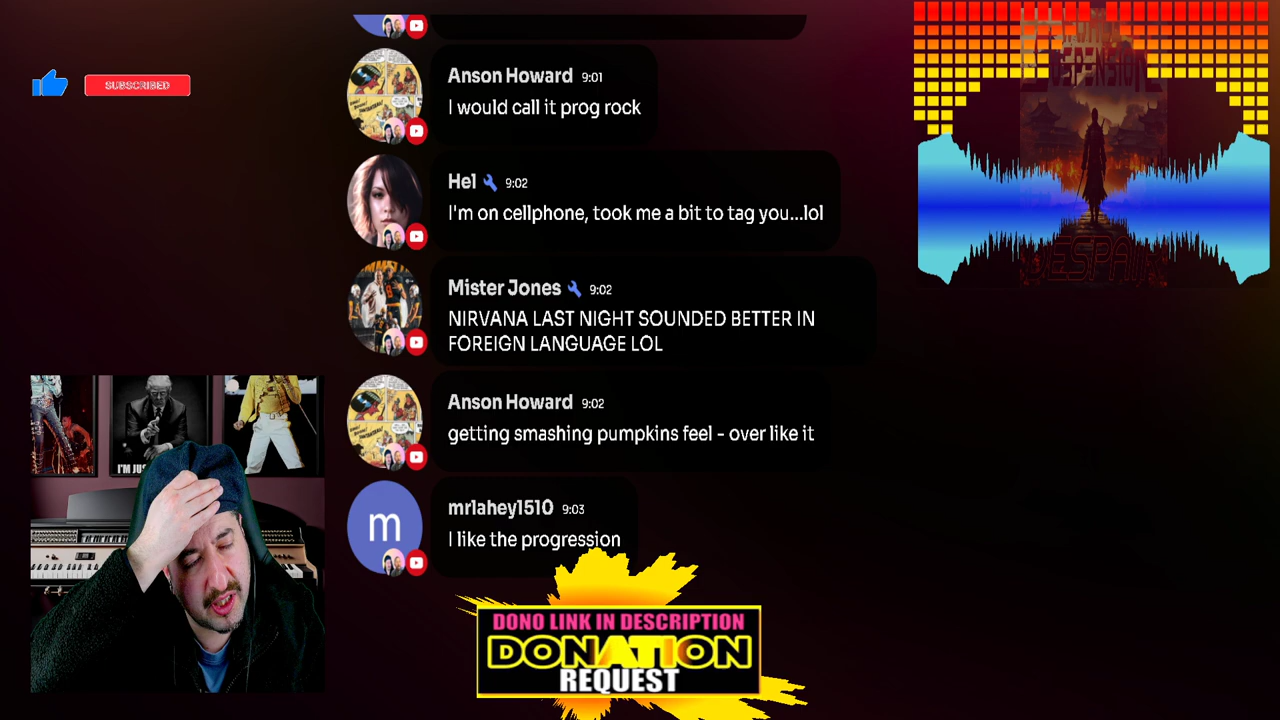 SUBSCRIBED
Anson Howard 9:01
I would call it prog rock
Hel 9:02
I'm on cellphone, took me a bit to tag you...lol
Mister Jones 9:02
NIRVANA LAST NIGHT SOUNDED BETTER IN
FOREIGN LANGUAGE LOL
Anson Howard 9:02
getting smashing pumpkins feel - over like it
m
mrlahey1510 9:03
I like the progression
I'M JUS
DONO LINK IN DESCRIPTION
DONATION
REQUEST